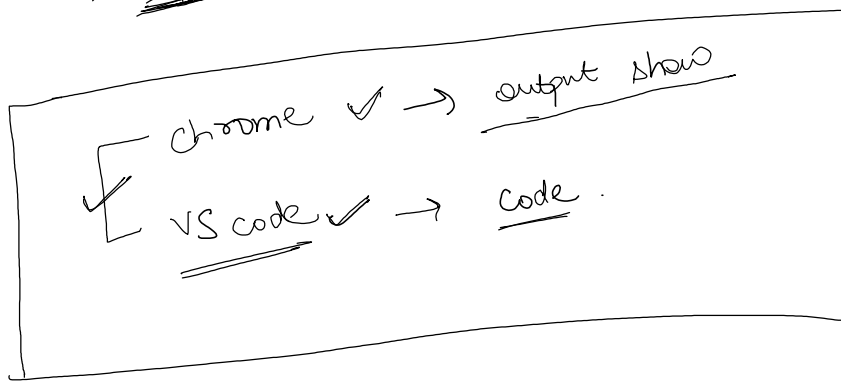 chrome ✓ → output show
VS code ✓ → code.